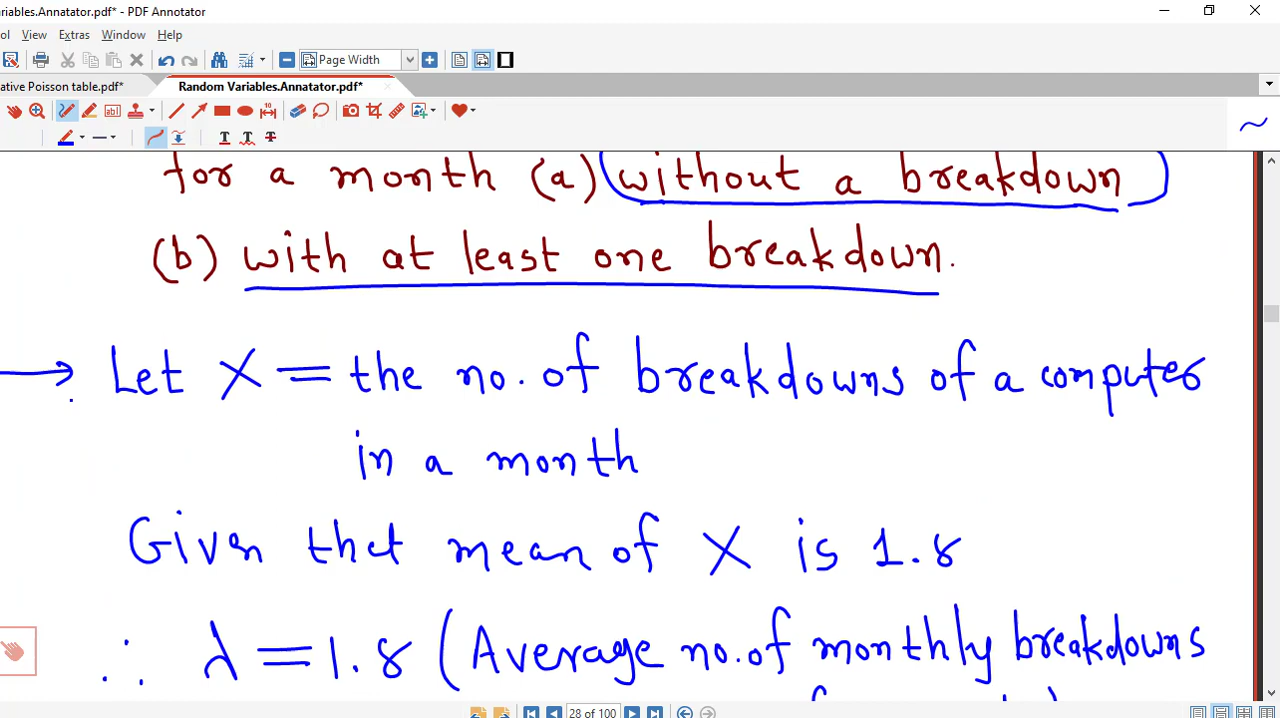 ariables.Annatator.pdf* - PDF Annotator
ol View Extras Window Help
Page Width
ative Poisson table.pdf* Random Variables.Annatator.pdf*
for a month (a) (without a breakdown)
(b) with at least one breakdown.
→ Let X = the no. of breakdowns of a computer
in a month
Given that mean of X is 1.8
∴ λ = 1.8 (Average no. of monthly breakdowns
28 of 100